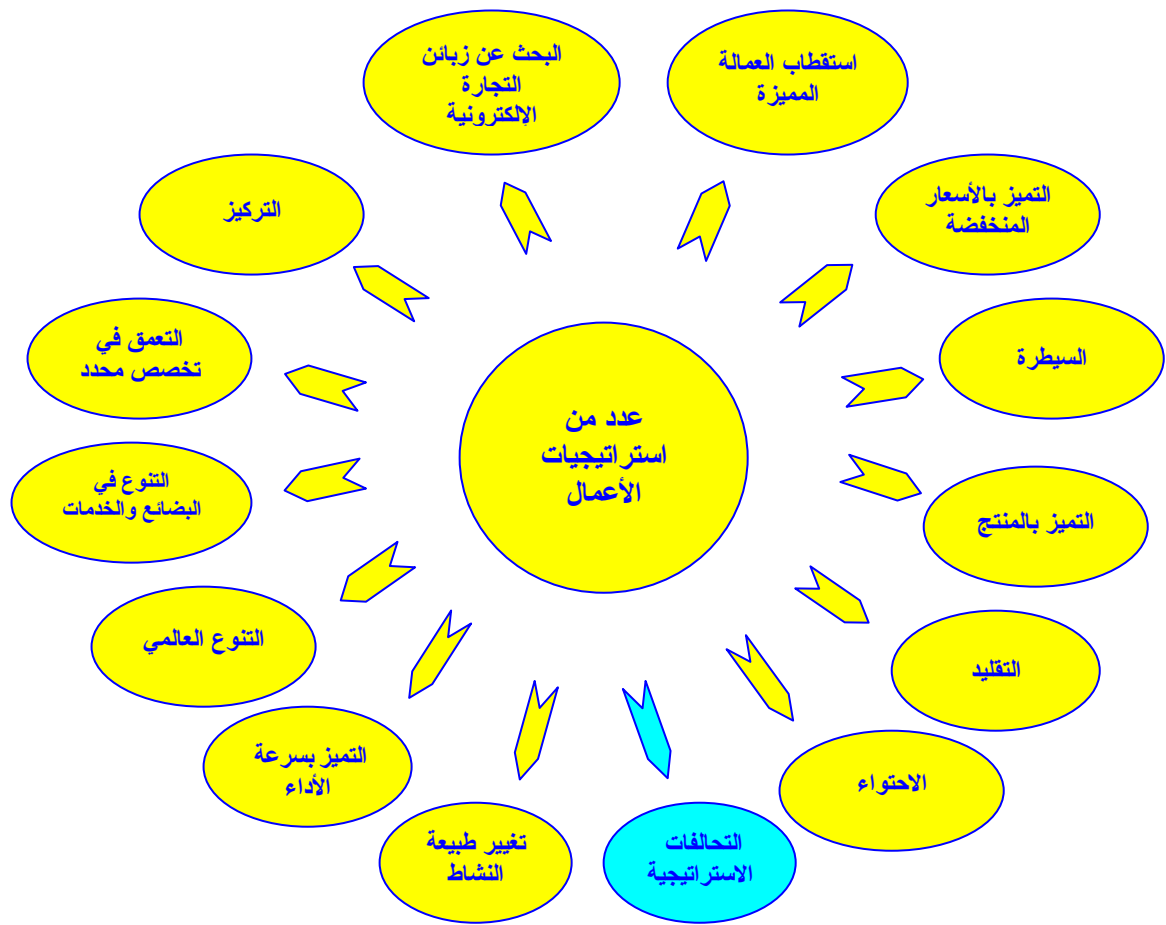 استقطاب العمالة
المميزة
البحث عن زبائن
التجارة
الإلكترونية
التميز بالأسعار
المنخفضة
التركيز
السيطرة
التعمق في
تخصص محدد
عدد من
استراتيجيات
الأعمال
التميز بالمنتج
التنوع في
البضائع والخدمات
التقليد
التنوع العالمي
الاحتواء
التميز بسرعة
الأداء
التحالفات
الاستراتيجية
تغيير طبيعة
النشاط